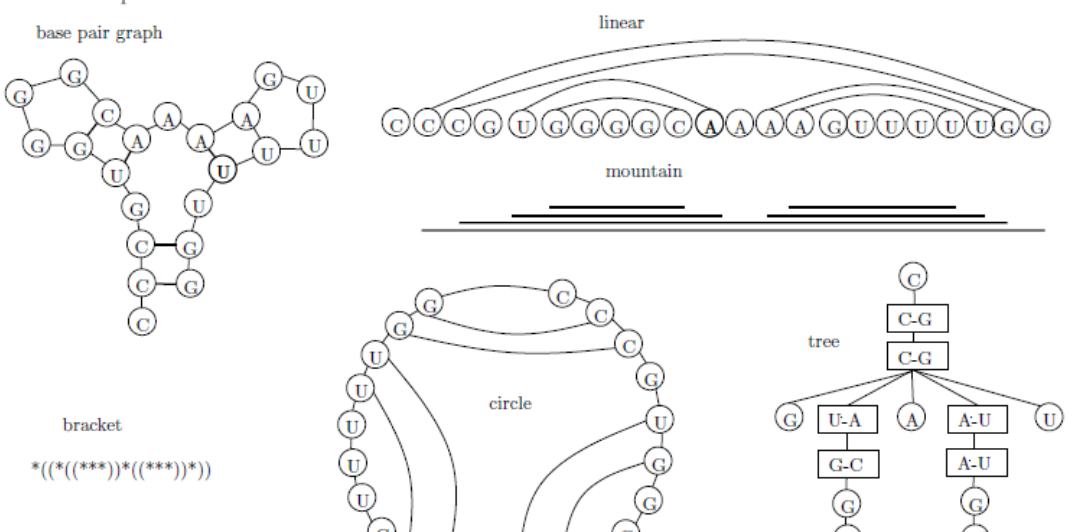 base pair graph
linear
G
G
G
U
C
G
G
A
A
A
A
U
U
U
U
U
G
U
C
G
C
G
C
C C C G U G G G G C A A A A G U U U U U G G
mountain
G
C
G
C
U
C
U
G
U
U
U
G
U
G
circle
tree
C
C-G
C-G
G
U-A
A
A-U
U
G-C
A-U
G
G
bracket
*((*((***))*((***))*))